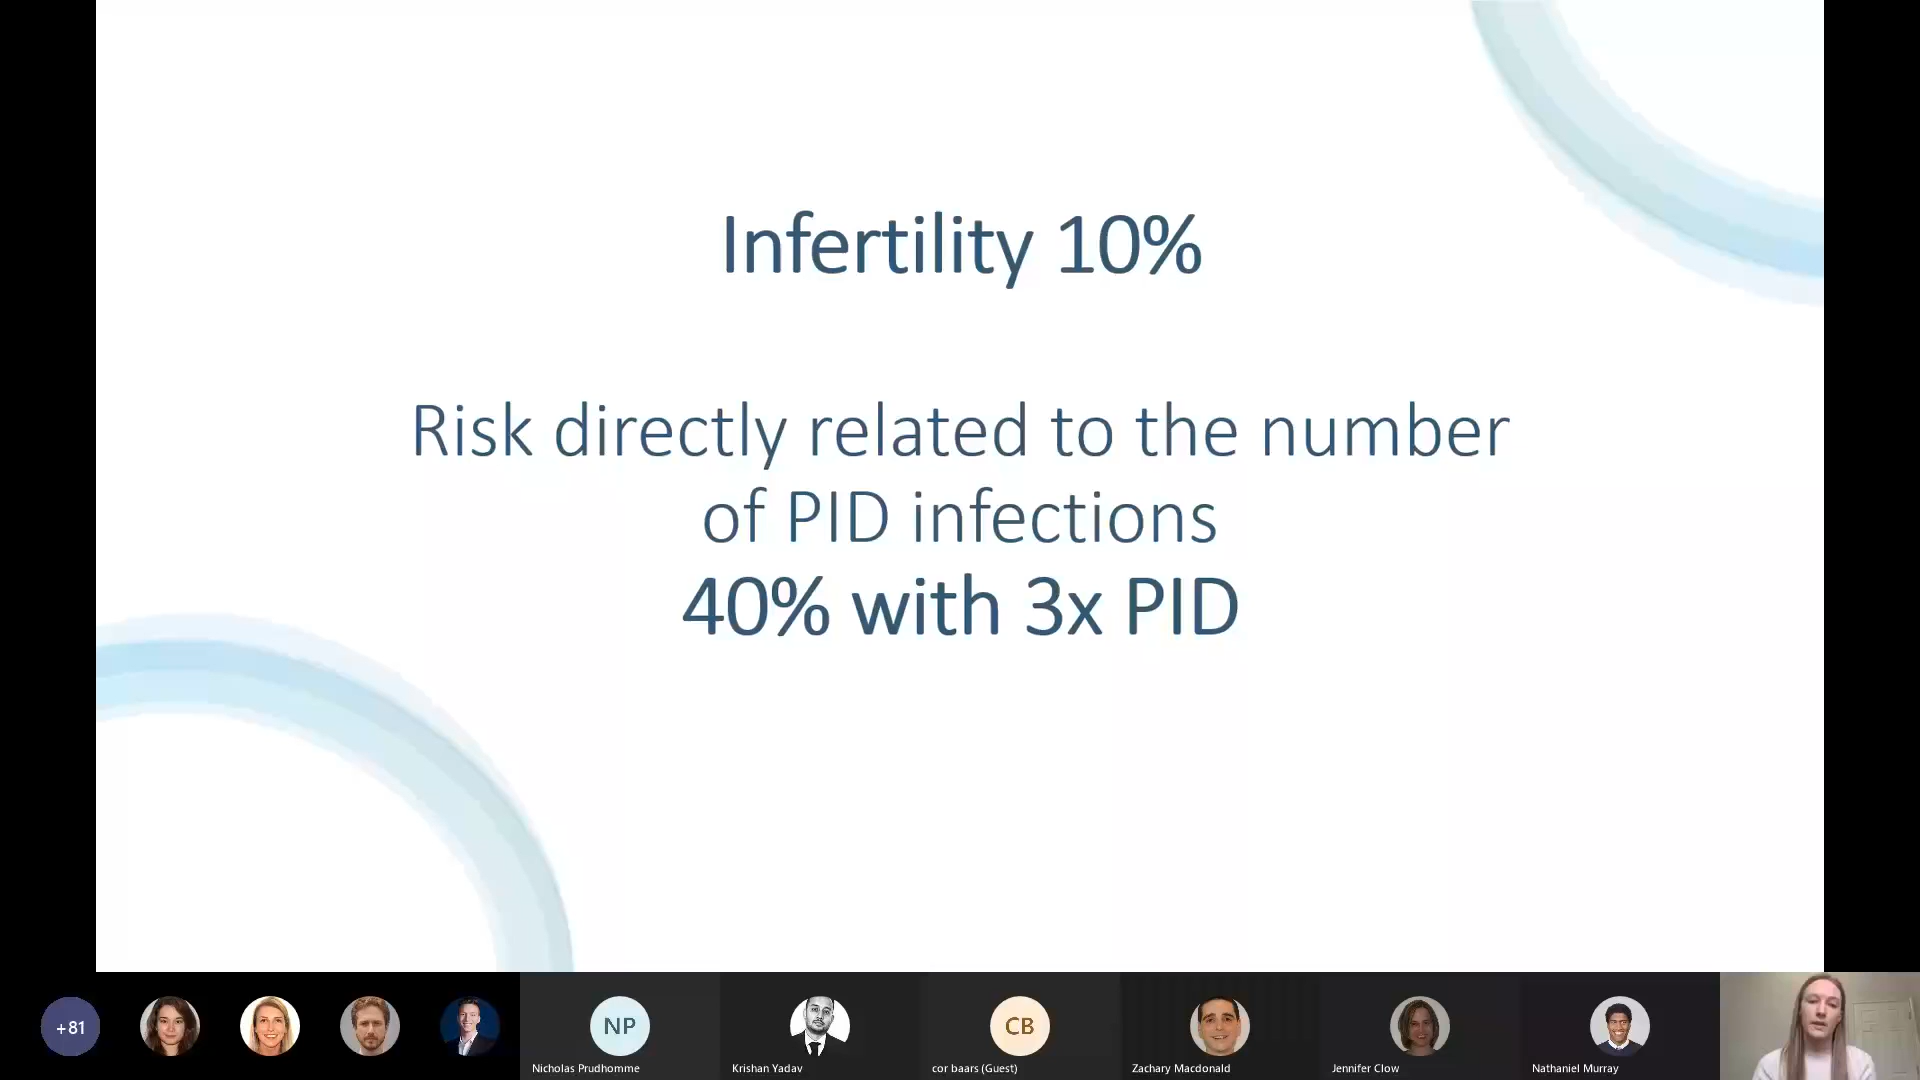 Infertility 10%
Risk directly related to the number
of PID infections
40% with 3x PID
+81
NP
CB
Nicholas Prudhomme
Krishan Yadav
cor baars (Guest)
Zachary Macdonald
Jennifer Clow
Nathaniel Murray